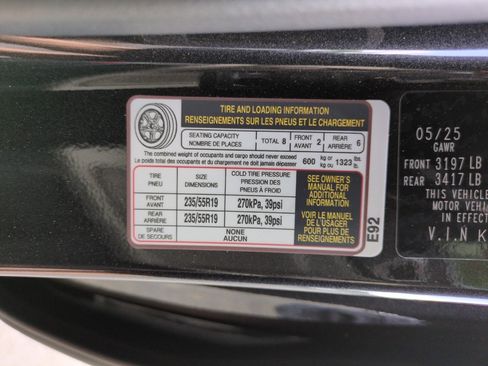 TIRE AND LOADING INFORMATION
RENSEIGNEMENTS SUR LES PNEUS ET LE CHARGEMENT
SEATING CAPACITY
NOMBRE DE PLACES
TOTAL 8
FRONT
AVANT
2
REAR
ARRIÈRE
6
The combined weight of occupants and cargo should never exceed
Le poids total des occupants et du chargement ne doit jamais dépasser
600 kg or
kg ou
1323 lbs.
lb.
TIRE
PNEU
SIZE
DIMENSIONS
COLD TIRE PRESSURE
PRESSION DES
PNEUS À FROID
FRONT
AVANT
235/55R19
270kPa, 39psi
REAR
ARRIÈRE
235/55R19
270kPa, 39psi
SPARE
DE SECOURS
NONE
AUCUN
SEE OWNER'S
MANUAL FOR
ADDITIONAL
INFORMATION
VOIR LE MANUEL
DE L'USAGER
POUR PLUS DE
RENSEIGNEMENTS
E92
05/25
GAWR
FRONT 3197 LB
REAR 3417 LB
THIS VEHICLE
MOTOR VEHIC
IN EFFECT
V.I.N K